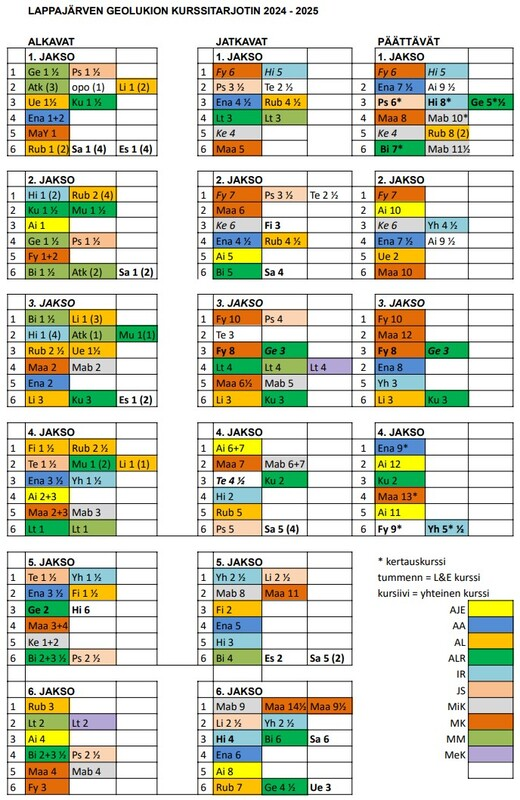 LAPPAJÄRVEN GEOLUKION KURSSITARJOTIN 2024 - 2025
ALKAVAT
1. JAKSO
1 Ge 1 ½ Ps 1 ½
2 Atk (3) opo (1) Li 1 (2)
3 Ue 1½ Ku 1 ½
4 Ena 1+2
5 MaY 1
6 Rub 1 (2) Sa 1 (4) Es 1 (4)
2. JAKSO
1 Hi 1 (2) Rub 2 (4)
2 Ku 1 ½ Mu 1 ½
3 Ai 1
4 Ge 1 ½ Ps 1 ½
5 Fy 1+2
6 Bi 1 ½ Atk (2) Sa 1 (2)
3. JAKSO
1 Bi 1 ½ Li 1 (3)
2 Hi 1 (4) Atk (1) Mu 1(1)
3 Rub 2 ½ Ue 1½
4 Maa 2 Mab 2
5 Ena 2
6 Li 3 Ku 3 Es 1 (2)
4. JAKSO
1 Fi 1 ½ Rub 2 ½
2 Te 1 ½ Mu 1 (2) Li 1 (1)
3 Ena 3 ½ Yh 1 ½
4 Ai 2+3
5 Maa 2+3 Mab 3
6 Lt 1 Lt 1
5. JAKSO
1 Te 1 ½ Yh 1 ½
2 Ena 3 ½ Fi 1 ½
3 Ge 2 Hi 6
4 Maa 3+4
5 Ke 1+2
6 Bi 2+3 ½ Ps 2 ½
6. JAKSO
1 Rub 3
2 Lt 2 Lt 2
3 Ai 4
4 Bi 2+3 ½ Ps 2 ½
5 Maa 4 Mab 4
6 Fy 3
JATKAVAT
1. JAKSO
1 Fy 6 Hi 5
2 Ps 3 ½ Te 2 ½
3 Ena 4 ½ Rub 4 ½
4 Lt 3 Lt 3
5 Ke 4
6 Maa 5
2. JAKSO
1 Fy 7 Ps 3 ½ Te 2 ½
2 Maa 6
3 Ke 6 Fi 3
4 Ena 4 ½ Rub 4 ½
5 Ai 5
6 Bi 5 Sa 4
3. JAKSO
1 Fy 10 Ps 4
2 Te 3
3 Fy 8 Ge 3
4 Lt 4 Lt 4 Lt 4
5 Maa 6½ Mab 5
6 Li 3 Ku 3
4. JAKSO
1 Ai 6+7
2 Maa 7 Mab 6+7
3 Te 4 ½ Ku 2
4 Hi 2
5 Rub 5
6 Ps 5 Sa 5 (4)
5. JAKSO
1 Yh 2 ½ Li 2 ½
2 Mab 8 Maa 11
3 Fi 2
4 Ena 5
5 Hi 3
6 Bi 4 Es 2 Sa 5 (2)
6. JAKSO
1 Mab 9 Maa 14½ Maa 9½
2 Li 2 ½ Yh 2 ½
3 Hi 4 Bi 6 Sa 6
4 Ena 6
5 Ai 8
6 Rub 7 Ge 4 ½ Ue 3
PÄÄTTÄVÄT
1. JAKSO
1 Fy 6 Hi 5
2 Ena 7 ½ Ai 9 ½
3 Ps 6* Hi 8* Ge 5*½
4 Maa 8 Mab 10*
5 Ke 4 Rub 8 (2)
6 Bi 7* Mab 11½
2. JAKSO
1 Fy 7
2 Ai 10
3 Ke 6 Yh 4 ½
4 Ena 7 ½ Ai 9 ½
5 Ue 2
6 Maa 10
3. JAKSO
1 Fy 10
2 Maa 12
3 Fy 8 Ge 3
2 Ena 8
5 Yh 3
6 Li 3 Ku 3
4. JAKSO
1 Ena 9*
2 Ai 12
3 Ku 2
4 Maa 13*
5 Ai 11
6 Fy 9* Yh 5* ½
* kertauskurssi
tummenn = L&E kurssi
kursiivi = yhteinen kurssi
AJE
AA
AL
ALR
IR
JS
MiK
MK
MM
MeK